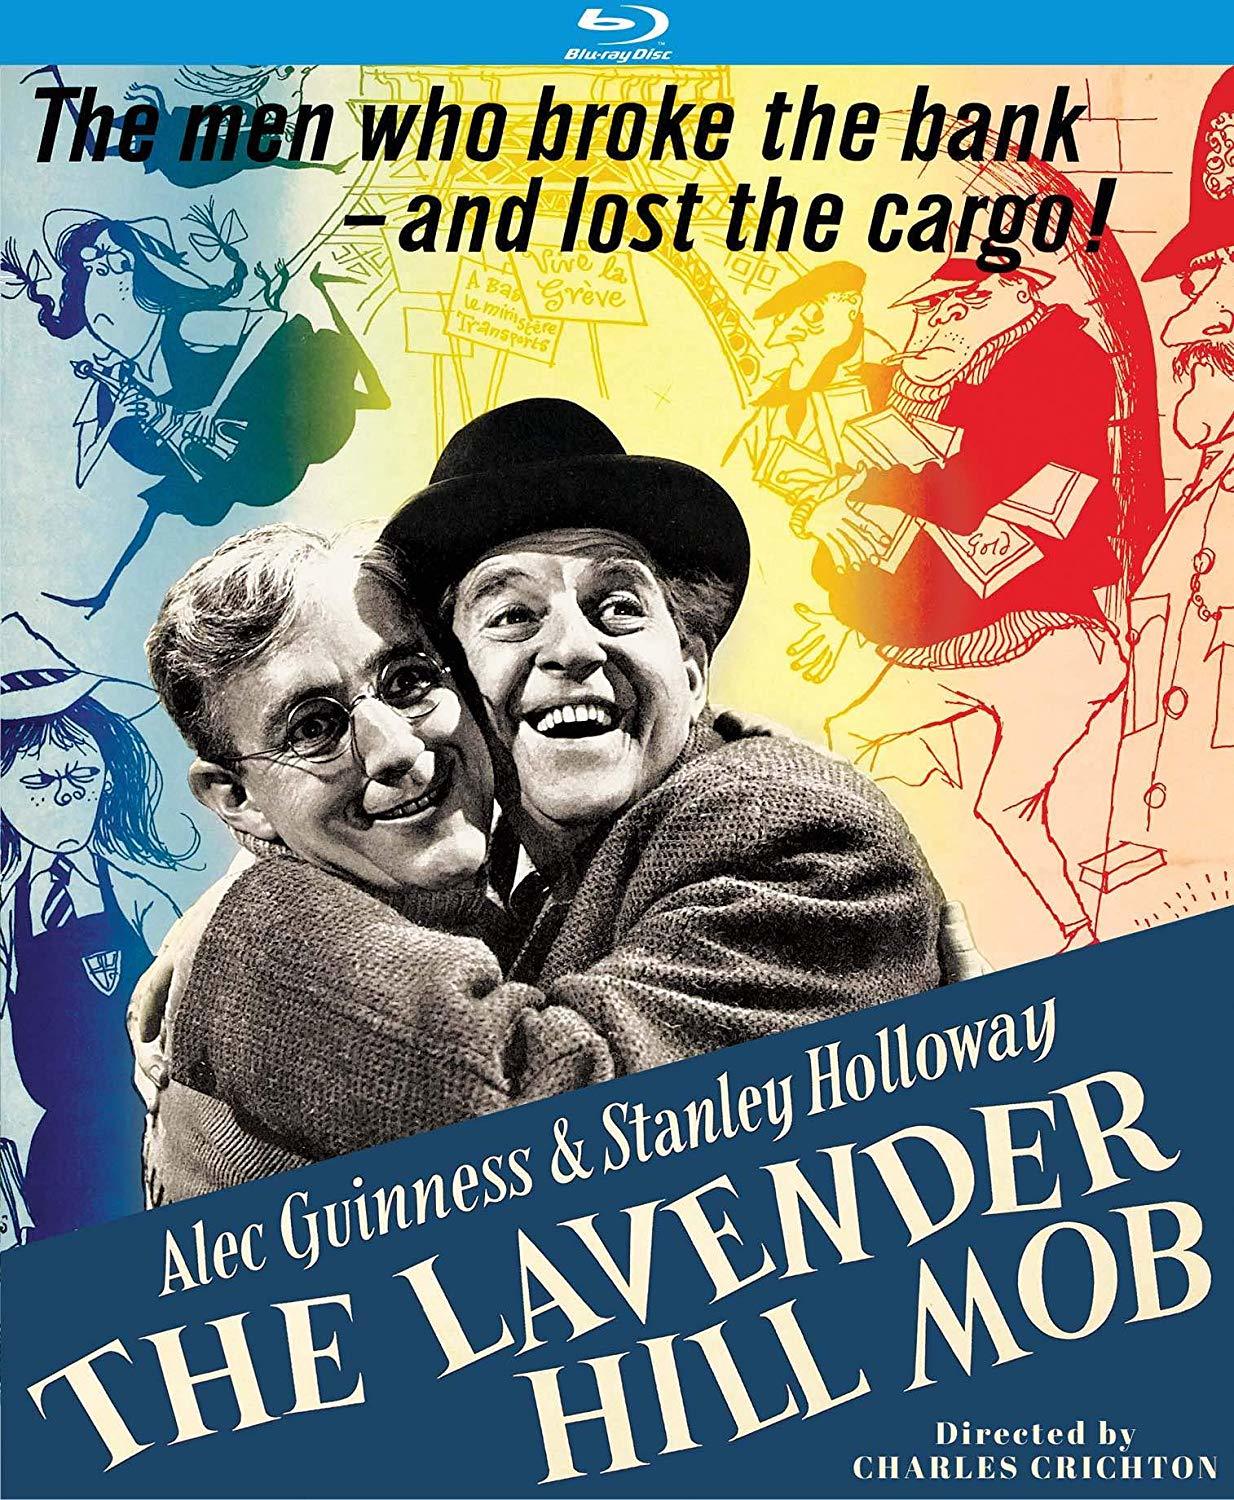 Blu-ray Disc
The men who broke the bank
– and lost the cargo!
Vive la
Grève
A Bas
le ministère
Transports
Gold
Alec Guinness & Stanley Holloway
THE LAVENDER
HILL MOB
Directed by
CHARLES CRICHTON